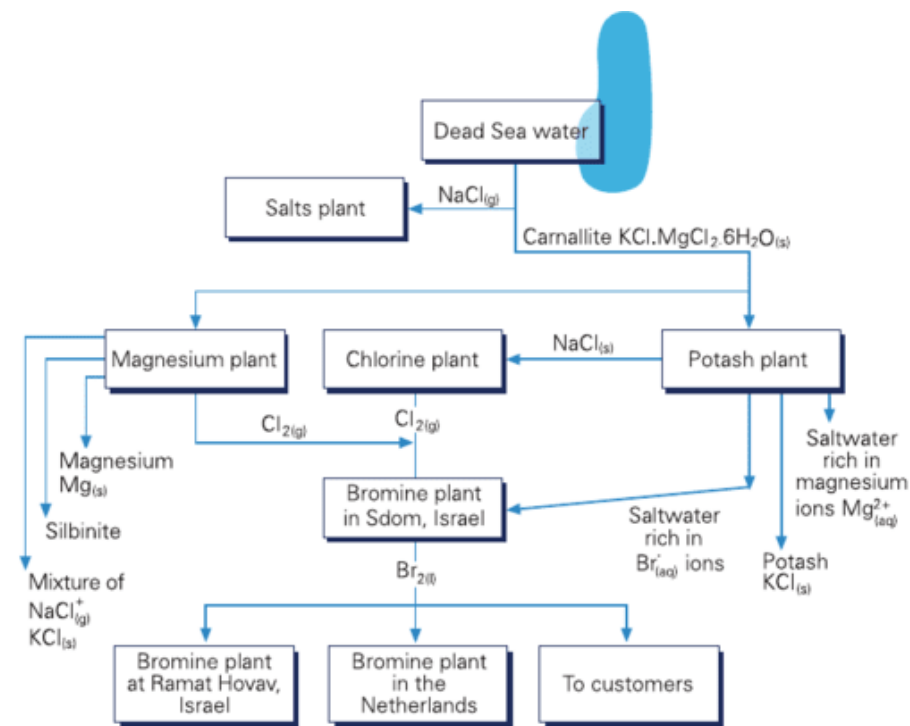 Dead Sea water
NaCl(g)
Salts plant
Carnallite KCl.MgCl₂.6H₂O(s)
Magnesium plant
Chlorine plant
NaCl(s)
Potash plant
Cl₂(g)
Cl₂(g)
Magnesium
Mg(s)
Silbinite
Mixture of
NaCl⁺(g)
KCl(s)
Bromine plant
in Sdom, Israel
Saltwater
rich in
Br⁻(aq) ions
Saltwater
rich in
magnesium
ions Mg²⁺(aq)
Potash
KCl(s)
Br₂(l)
Bromine plant
at Ramat Hovav,
Israel
Bromine plant
in the
Netherlands
To customers